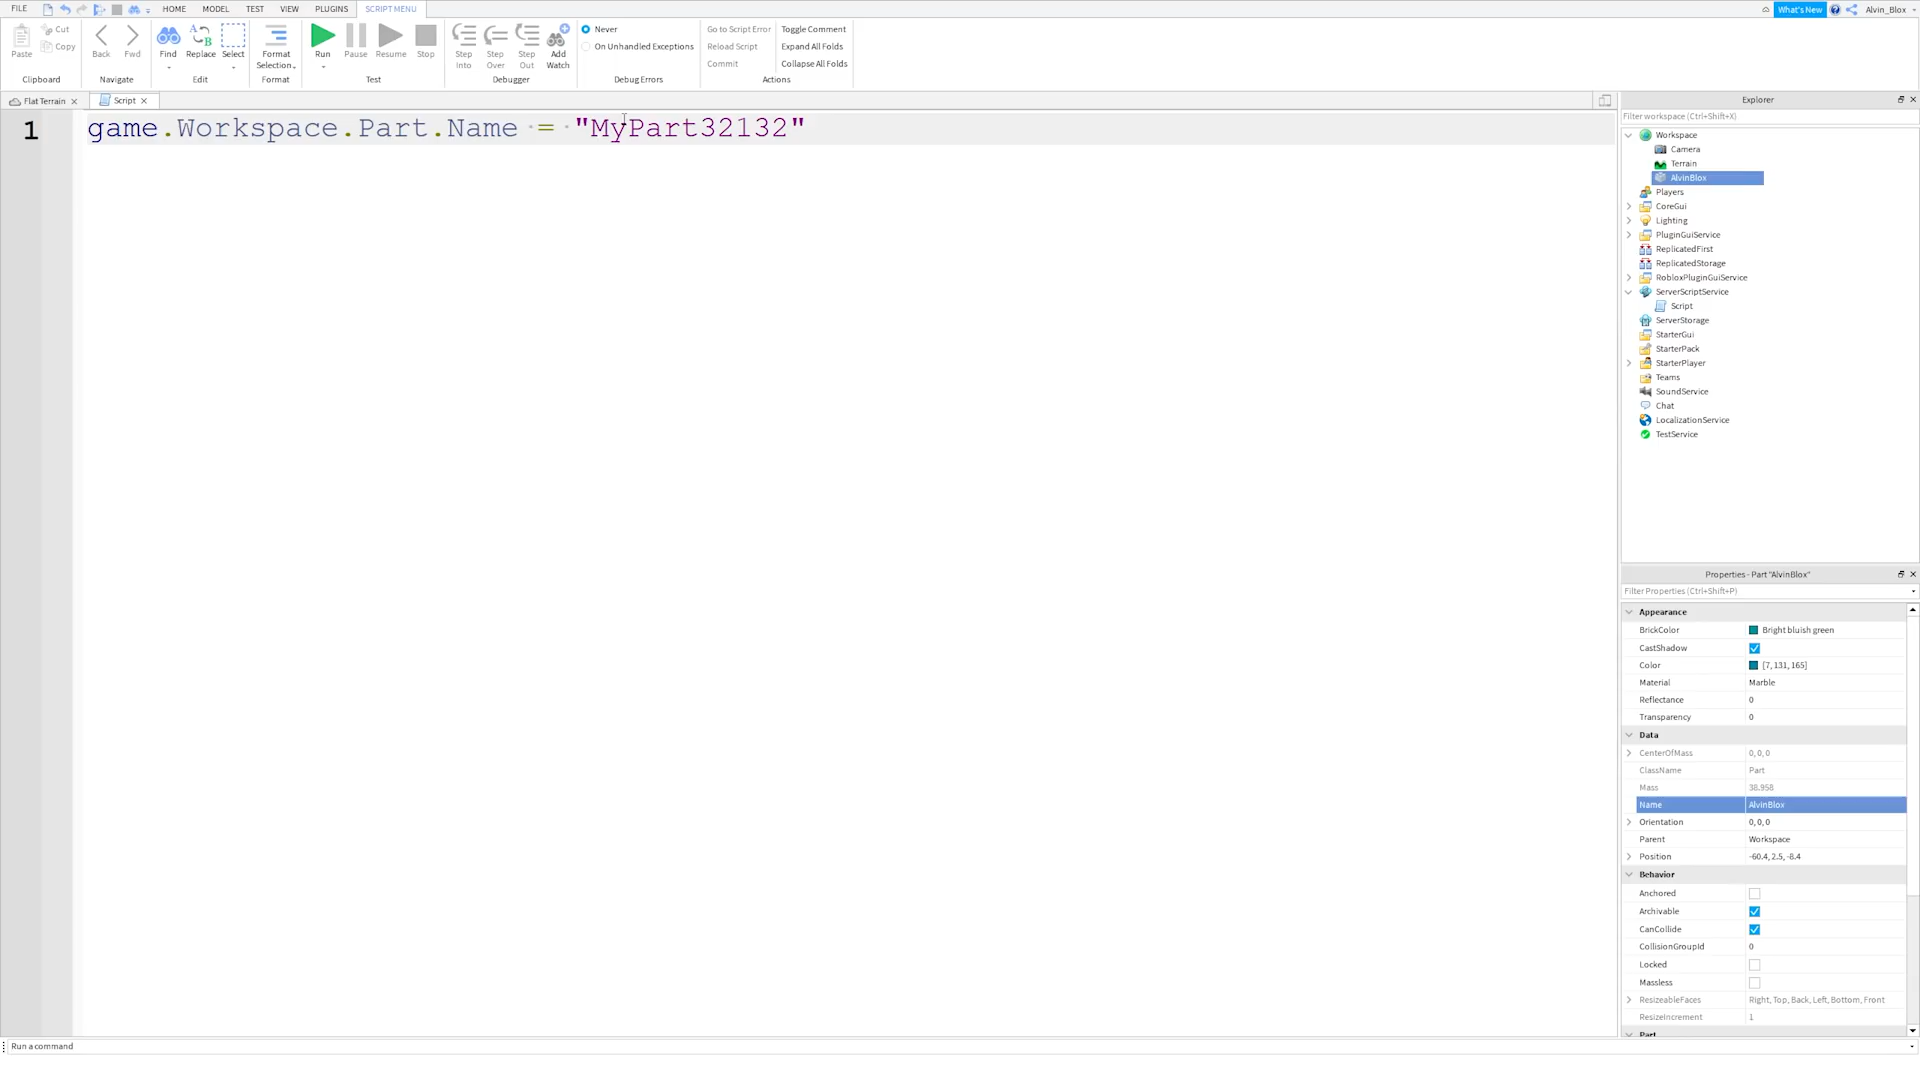 FILE HOME MODEL TEST VIEW PLUGINS SCRIPT MENU What's New Alvin_Blox
Paste Cut Copy Back Fwd Find Replace Select Format Selection Run Pause Resume Stop Step Into Step Over Step Out Add Watch Never On Unhandled Exceptions Go to Script Error Reload Script Commit Toggle Comment Expand All Folds Collapse All Folds
Clipboard Navigate Edit Format Test Debugger Debug Errors Actions
Flat Terrain Script
1 game.Workspace.Part.Name = "MyPart32132"
Explorer
Filter workspace (Ctrl+Shift+X)
Workspace
Camera
Terrain
AlvinBlox
Players
CoreGui
Lighting
PluginGuiService
ReplicatedFirst
ReplicatedStorage
RobloxPluginGuiService
ServerScriptService
Script
ServerStorage
StarterGui
StarterPack
StarterPlayer
Teams
SoundService
Chat
LocalizationService
TestService
Properties - Part "AlvinBlox"
Filter Properties (Ctrl+Shift+P)
Appearance
BrickColor Bright bluish green
CastShadow
Color [7, 131, 165]
Material Marble
Reflectance 0
Transparency 0
Data
CenterOfMass 0, 0, 0
ClassName Part
Mass 38.958
Name AlvinBlox
Orientation 0, 0, 0
Parent Workspace
Position -60.4, 2.5, -8.4
Behavior
Anchored
Archivable
CanCollide
CollisionGroupId 0
Locked
Massless
ResizeableFaces Right, Top, Back, Left, Bottom, Front
ResizeIncrement 1
Part
Run a command